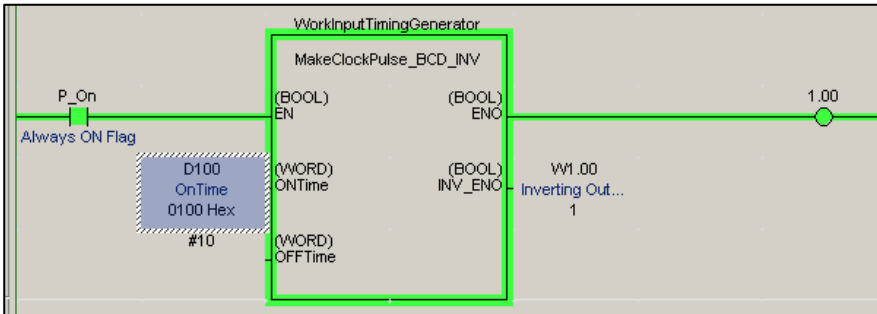 WorkInputTimingGenerator
MakeClockPulse_BCD_INV
P_On
(BOOL)
EN
(BOOL)
ENO
1.00
Always ON Flag
D100
OnTime
0100 Hex
(WORD)
ONTime
(BOOL)
INV_ENO
W1.00
Inverting Out...
1
#10
(WORD)
OFFTime